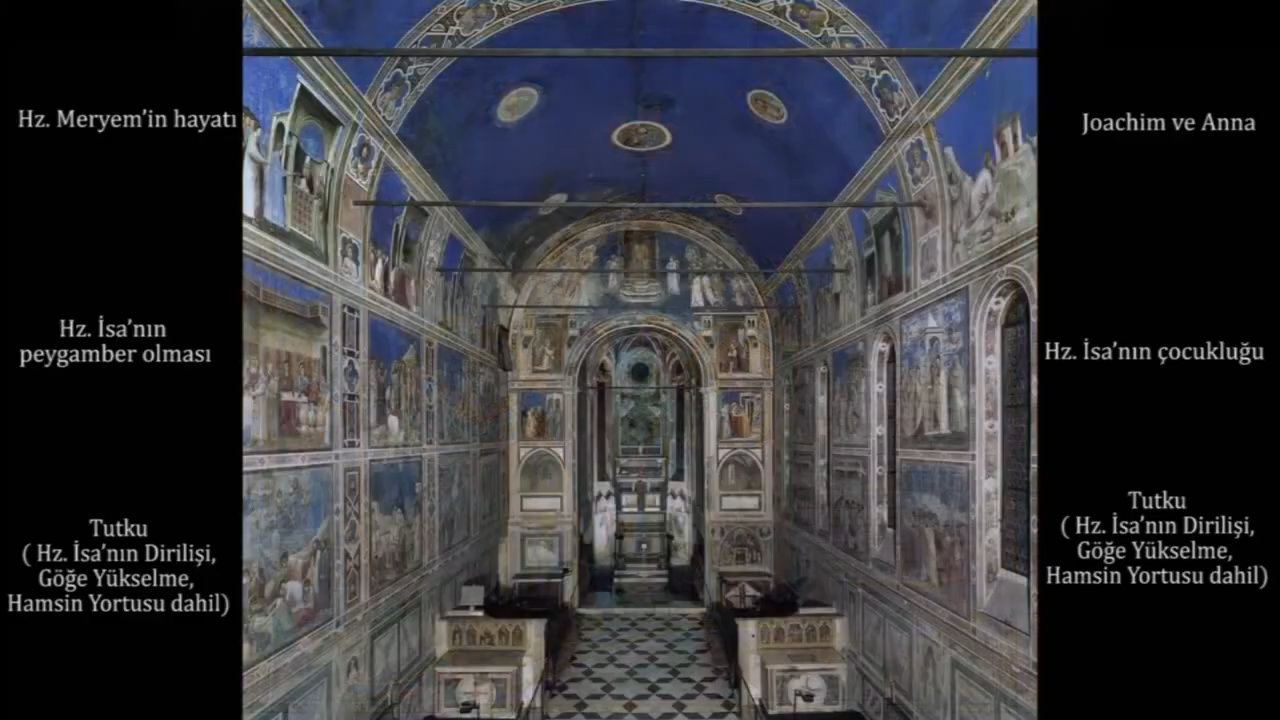 Hz. Meryem'in hayatı
Hz. İsa'nın
peygamber olması
Tutku
( Hz. İsa'nın Dirilişi,
Göğe Yükselme,
Hamsin Yortusu dahil)
Joachim ve Anna
Hz. İsa'nın çocukluğu
Tutku
( Hz. İsa'nın Dirilişi,
Göğe Yükselme,
Hamsin Yortusu dahil)